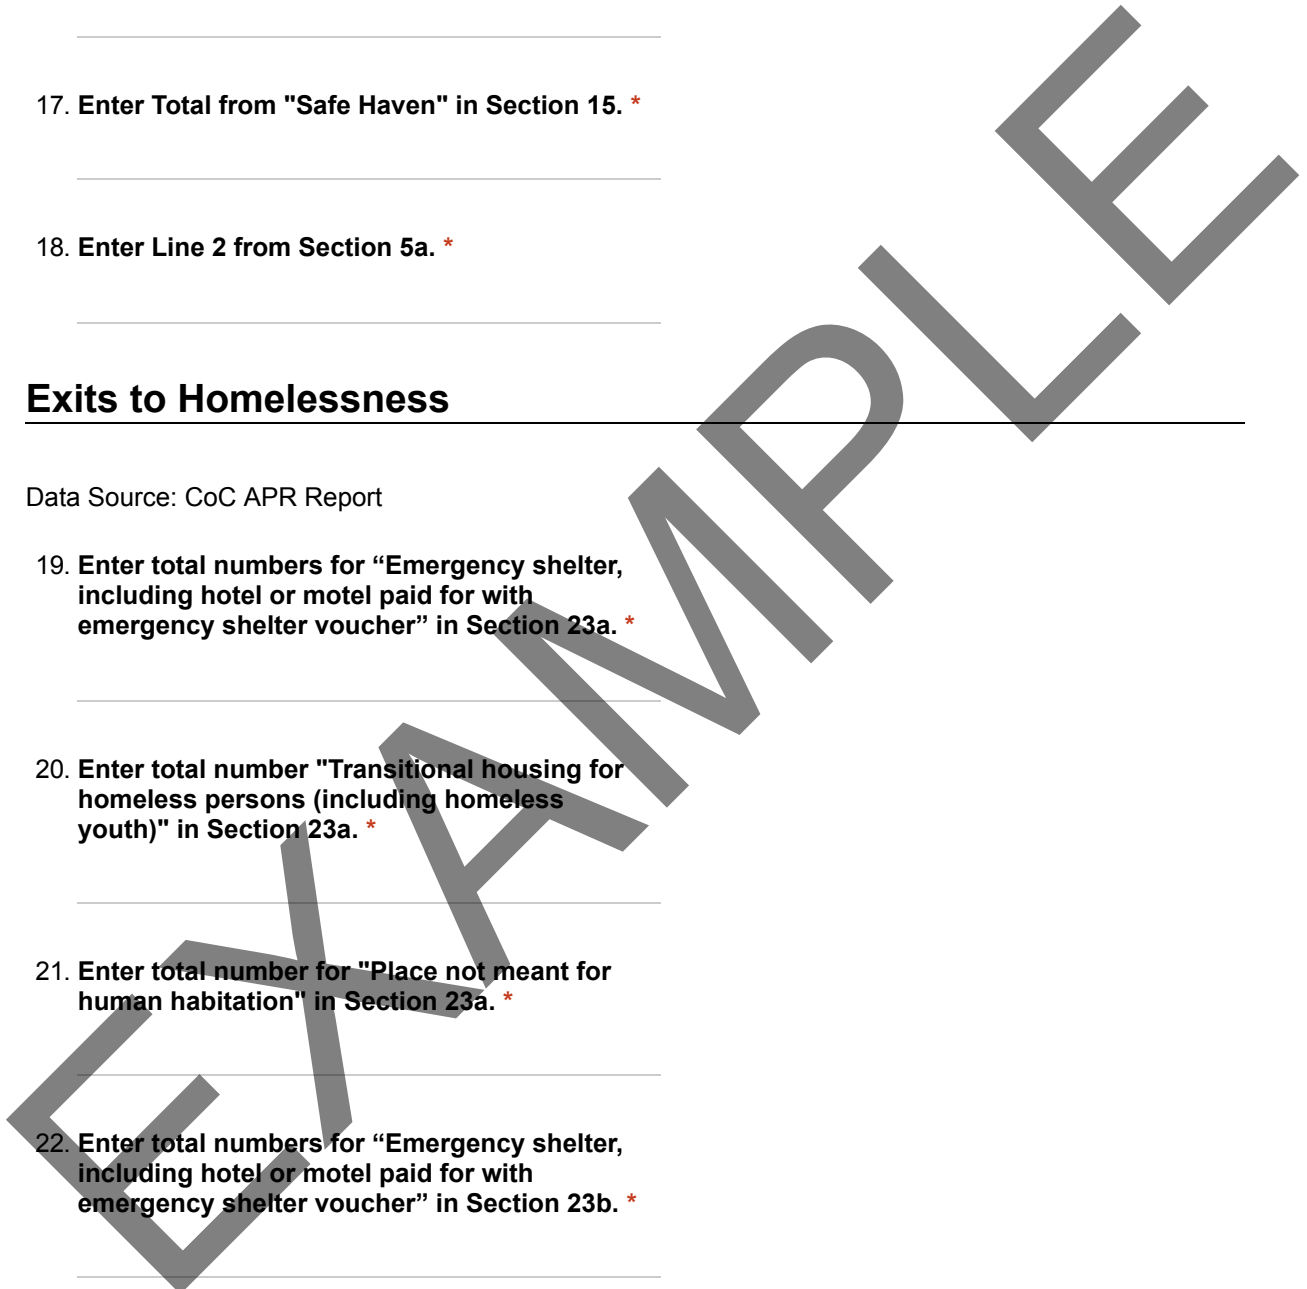 17. Enter Total from "Safe Haven" in Section 15. *
18. Enter Line 2 from Section 5a. *
Exits to Homelessness
Data Source: CoC APR Report
19. Enter total numbers for “Emergency shelter,
including hotel or motel paid for with
emergency shelter voucher” in Section 23a. *
20. Enter total number "Transitional housing for
homeless persons (including homeless
youth)" in Section 23a. *
21. Enter total number for "Place not meant for
human habitation" in Section 23a. *
22. Enter total numbers for “Emergency shelter,
including hotel or motel paid for with
emergency shelter voucher” in Section 23b. *
EXAMPLE